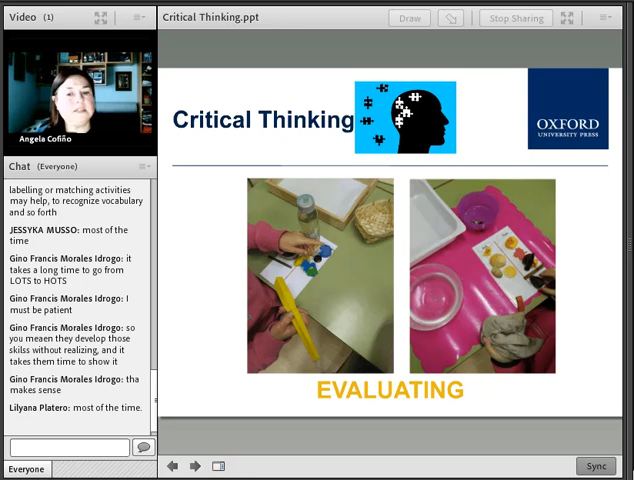 Video (1)
Angela Cofiño
Chat (Everyone)
labelling or matching activities
may help, to recognize vocabulary
and so forth
JESSYKA MUSSO: most of the
time
Gino Francis Morales Idrogo: it
takes a long time to go from
LOTS to HOTS
Gino Francis Morales Idrogo: I
must be patient
Gino Francis Morales Idrogo: so
you meaen they develop those
skilss without realizing, and it
takes them time to show it
Gino Francis Morales Idrogo: tha
makes sense
Lilyana Platero: most of the time.
Everyone
Critical Thinking.ppt
Draw
Stop Sharing
Critical Thinking
OXFORD
UNIVERSITY PRESS
EVALUATING
Sync